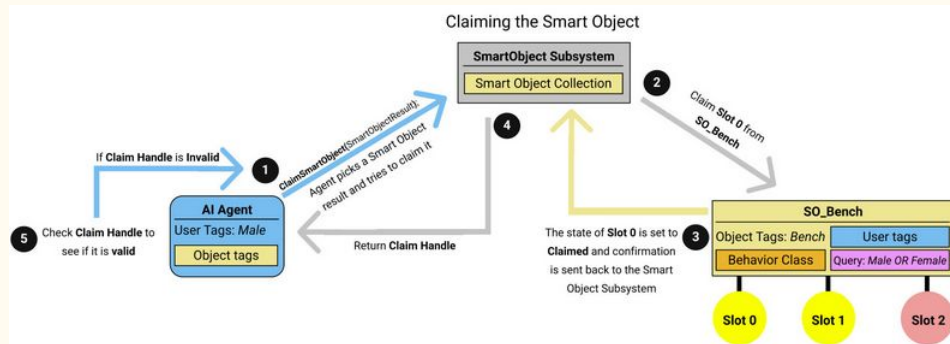 Claiming the Smart Object
SmartObject Subsystem
Smart Object Collection
2
Claim Slot 0 from
SO_Bench
4
ClaimSmartObject(SmartObjectResult);
Agent picks a Smart Object
result and tries to claim it
If Claim Handle is Invalid
1
AI Agent
User Tags: Male
Object tags
5
Check Claim Handle to
see if it is valid
Return Claim Handle
The state of Slot 0 is set to
Claimed and confirmation
is sent back to the Smart
Object Subsystem
3
SO_Bench
Object Tags: Bench
User tags
Behavior Class
Query: Male OR Female
Slot 0
Slot 1
Slot 2